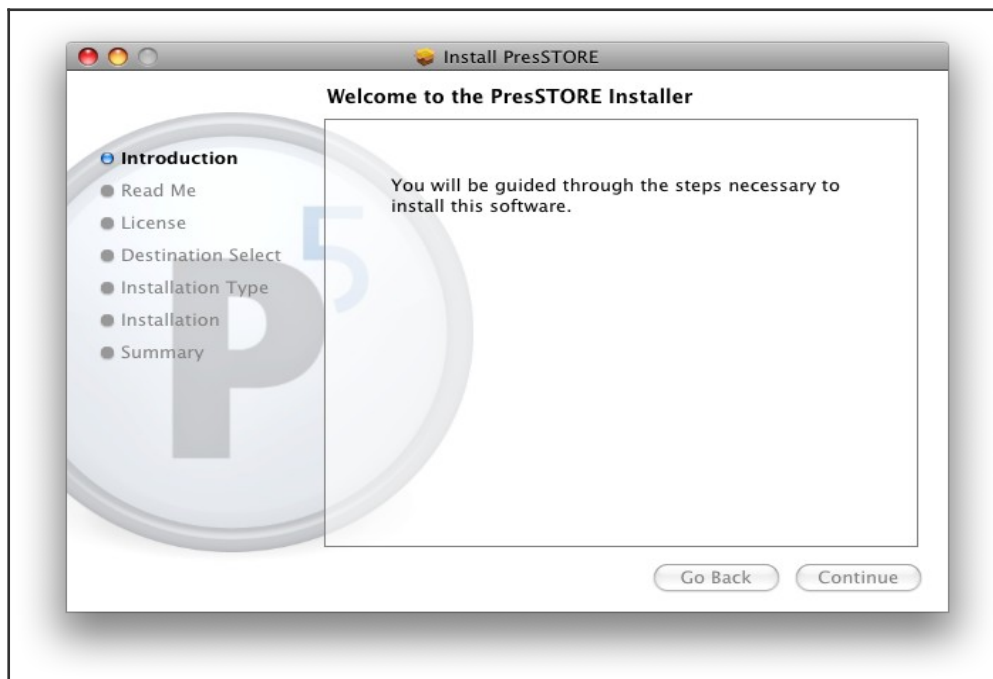 Install PresSTORE
Welcome to the PresSTORE Installer
Introduction
Read Me
License
Destination Select
Installation Type
Installation
Summary
P5
You will be guided through the steps necessary to
install this software.
Go Back
Continue